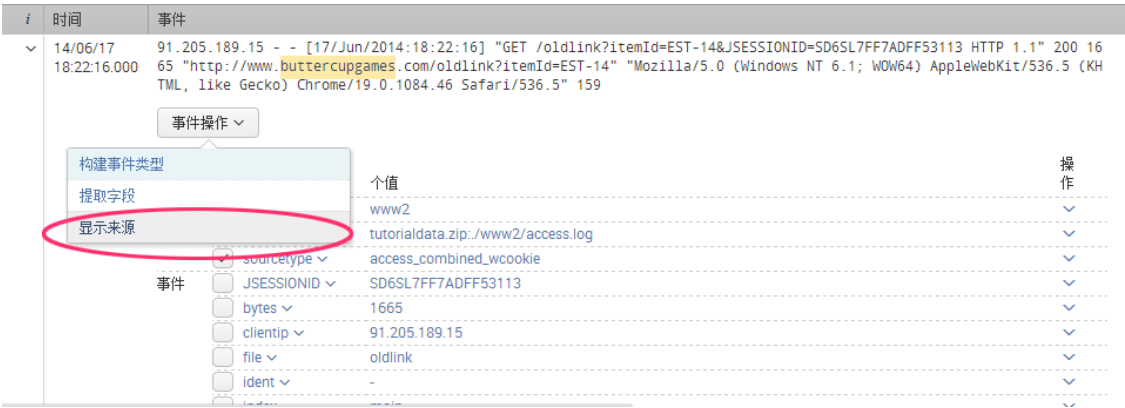 i 时间 事件
14/06/17 18:22:16.000
91.205.189.15 - - [17/Jun/2014:18:22:16] "GET /oldlink?itemId=EST-14&JSESSIONID=SD6SL7FF7ADFF53113 HTTP 1.1" 200 16
65 "http://www.buttercupgames.com/oldlink?itemId=EST-14" "Mozilla/5.0 (Windows NT 6.1; WOW64) AppleWebKit/536.5 (KH
TML, like Gecko) Chrome/19.0.1084.46 Safari/536.5" 159
事件操作
构建事件类型
提取字段
显示来源
个值 操作
www2
tutorialdata.zip:./www2/access.log
sourcetype access_combined_wcookie
事件 JSESSIONID SD6SL7FF7ADFF53113
bytes 1665
clientip 91.205.189.15
file oldlink
ident -